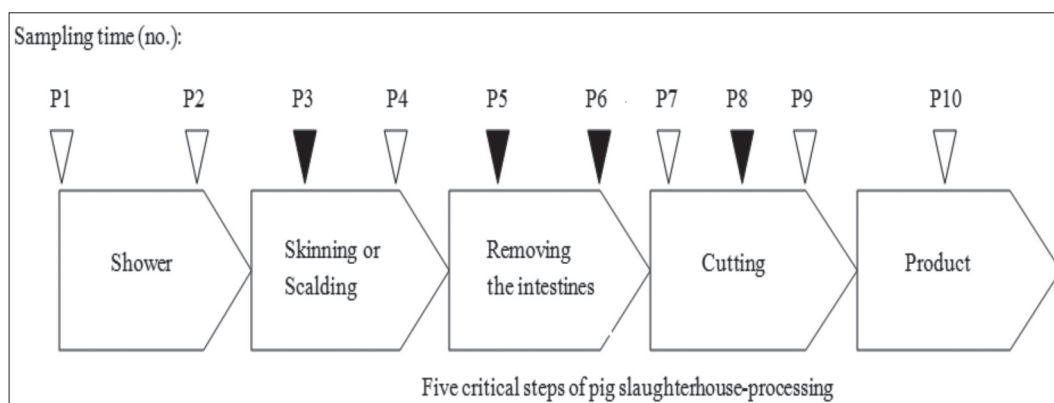 Sampling time (no.):
P1 P2 P3 P4 P5 P6 P7 P8 P9 P10
Shower
Skinning or
Scalding
Removing
the intestines
Cutting
Product
Five critical steps of pig slaughterhouse-processing